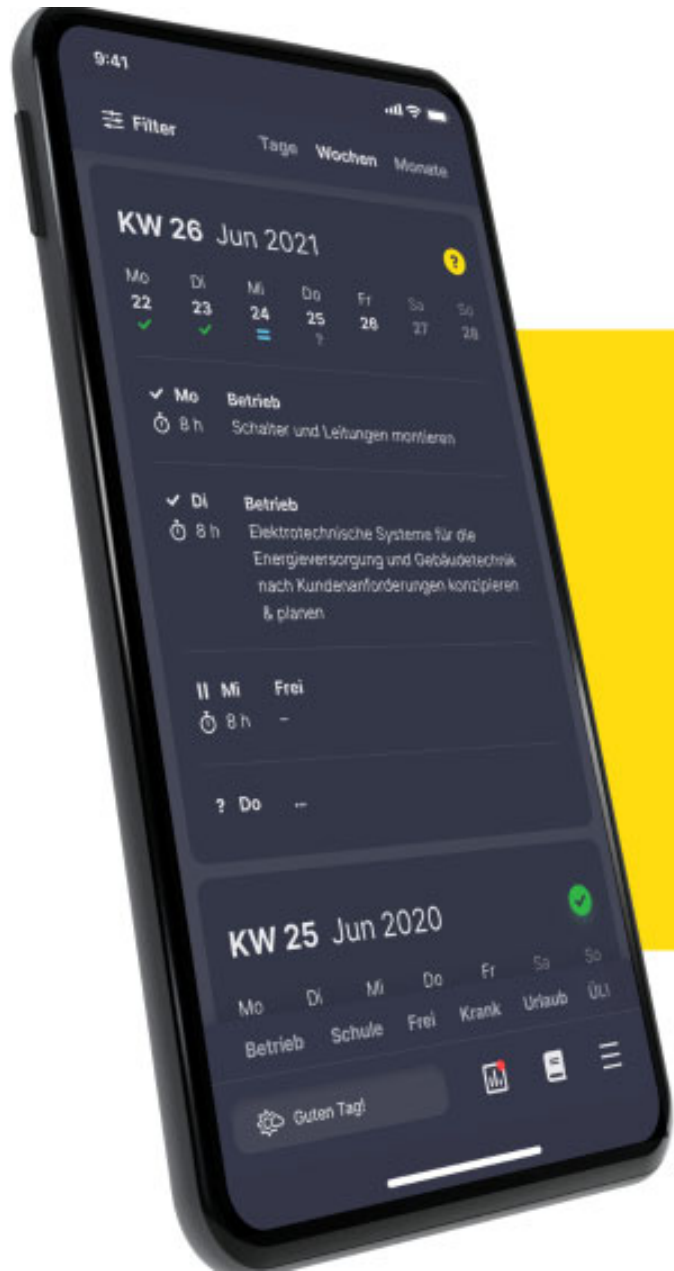 9:41
Filter Tage Wochen Monate
KW 26 Jun 2021
?
Mo Di Mi Do Fr Sa So
22 23 24 25 26 27 28
?
Mo Betrieb
8 h Schalter und Leitungen montieren
Di Betrieb
8 h Elektrotechnische Systeme für die
Energieversorgung und Gebäudetechnik
nach Kundenanforderungen konzipieren
& planen
Mi Frei
8 h –
? Do ...
KW 25 Jun 2020
Mo Di Mi Do Fr Sa So
Betrieb Schule Frei Krank Urlaub ÜLI
Guten Tag!